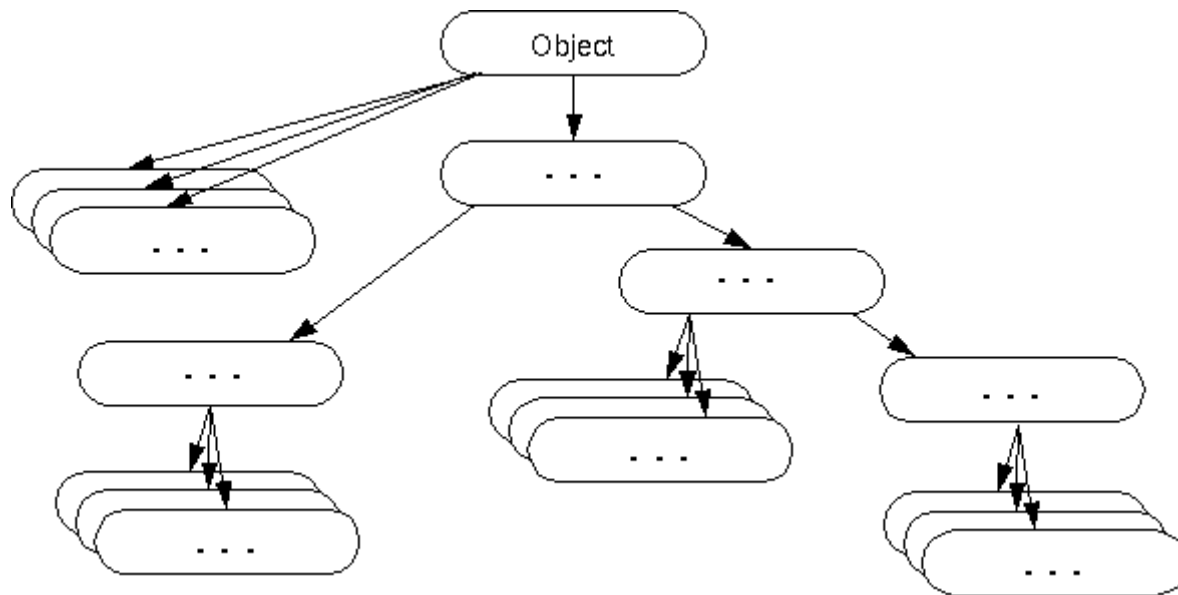 Object
. . .
. . .
. . .
. . .
. . .
. . .
. . .
. . .